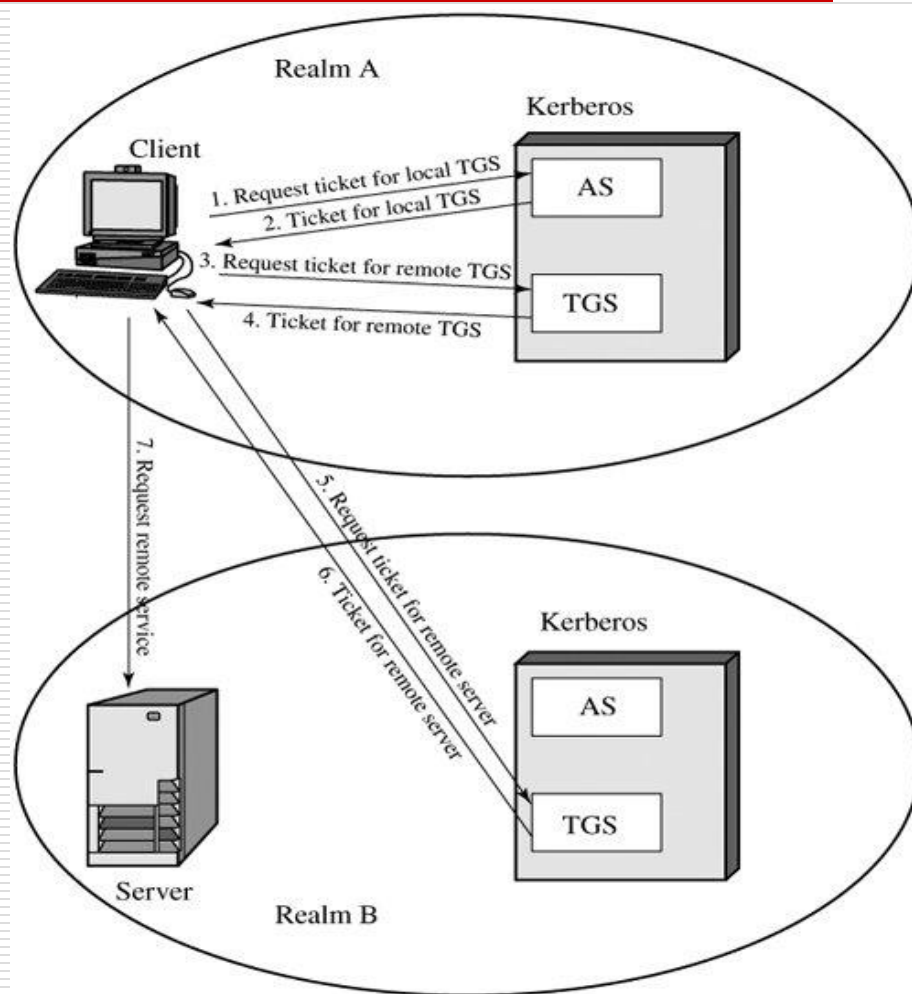 Realm A
Kerberos
Client
AS
1. Request ticket for local TGS
2. Ticket for local TGS
3. Request ticket for remote TGS
TGS
4. Ticket for remote TGS
5. Request ticket for remote server
6. Ticket for remote server
7. Request remote service
Kerberos
AS
TGS
Server
Realm B